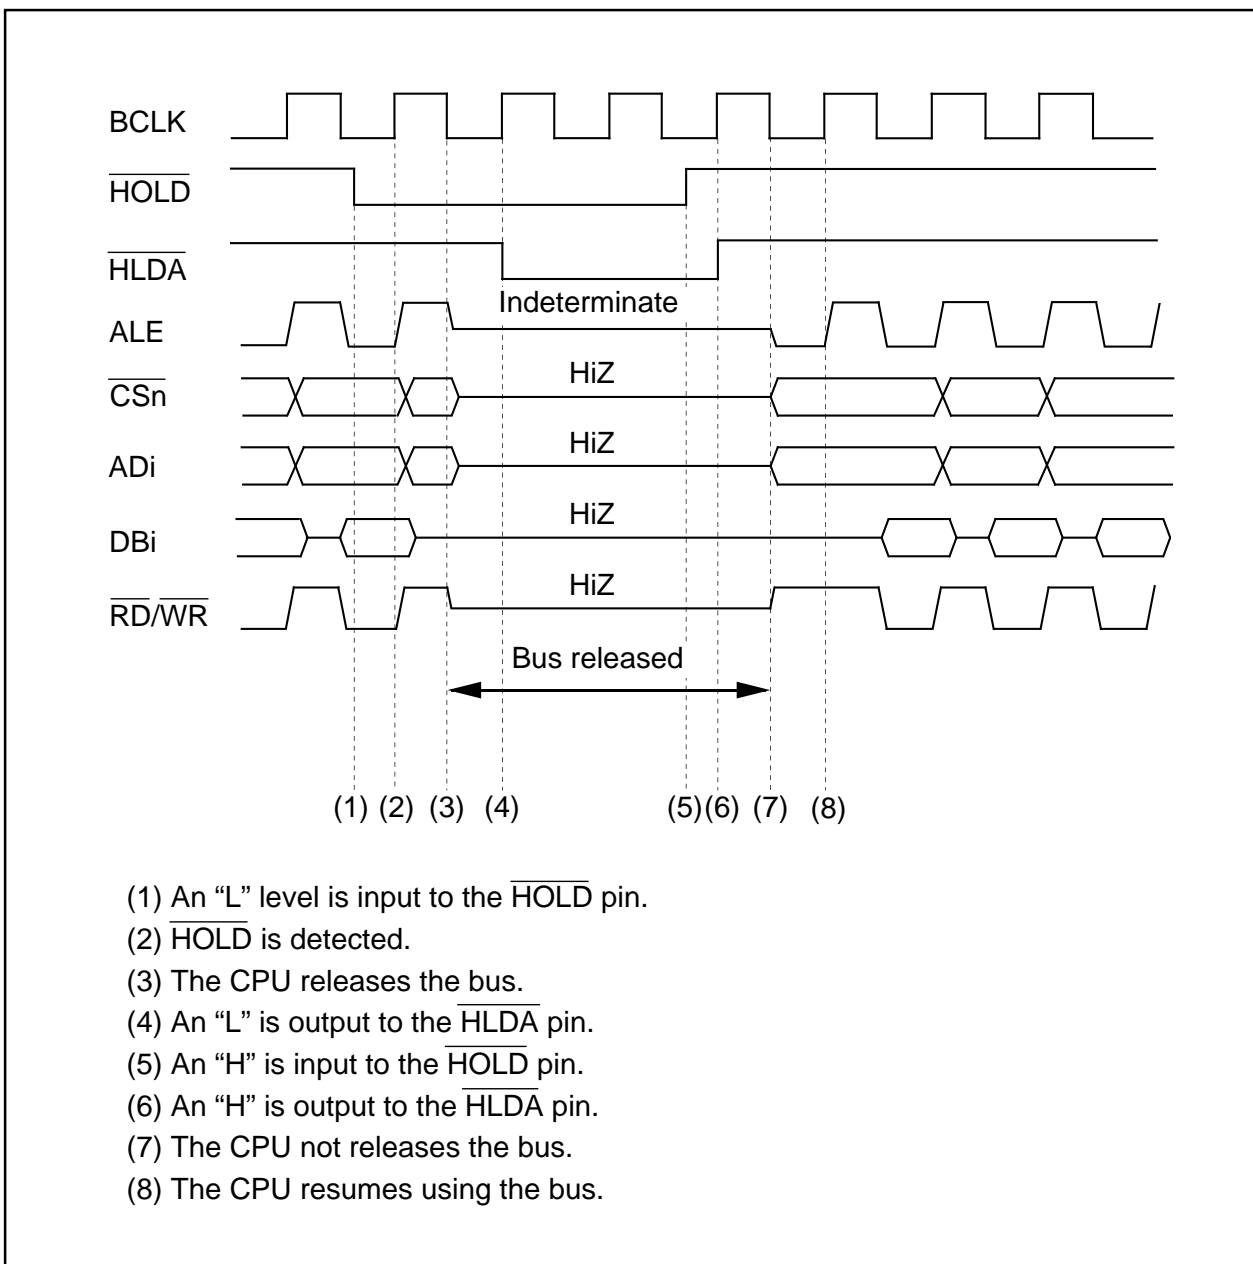 BCLK
HOLD
HLDA
Indeterminate
ALE
HiZ
CSn
HiZ
ADi
HiZ
DBi
HiZ
RD/WR
Bus released
(1) (2) (3) (4) (5) (6) (7) (8)
(1) An “L” level is input to the HOLD pin.
(2) HOLD is detected.
(3) The CPU releases the bus.
(4) An “L” is output to the HLDA pin.
(5) An “H” is input to the HOLD pin.
(6) An “H” is output to the HLDA pin.
(7) The CPU not releases the bus.
(8) The CPU resumes using the bus.